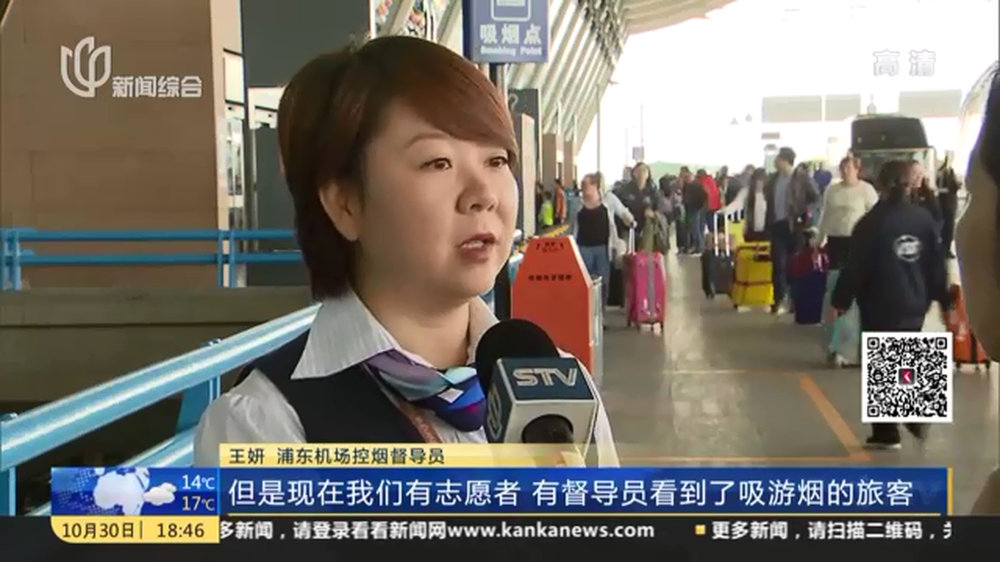 吸烟点
Smoking Point
高清
新闻综合
STV
王妍 浦东机场控烟督导员
14℃
17℃
但是现在我们有志愿者 有督导员看到了吸游烟的旅客
10月30日 18:46
多新闻，请登录看看新闻网www.kankanews.com
更多新闻，请扫描二维码，